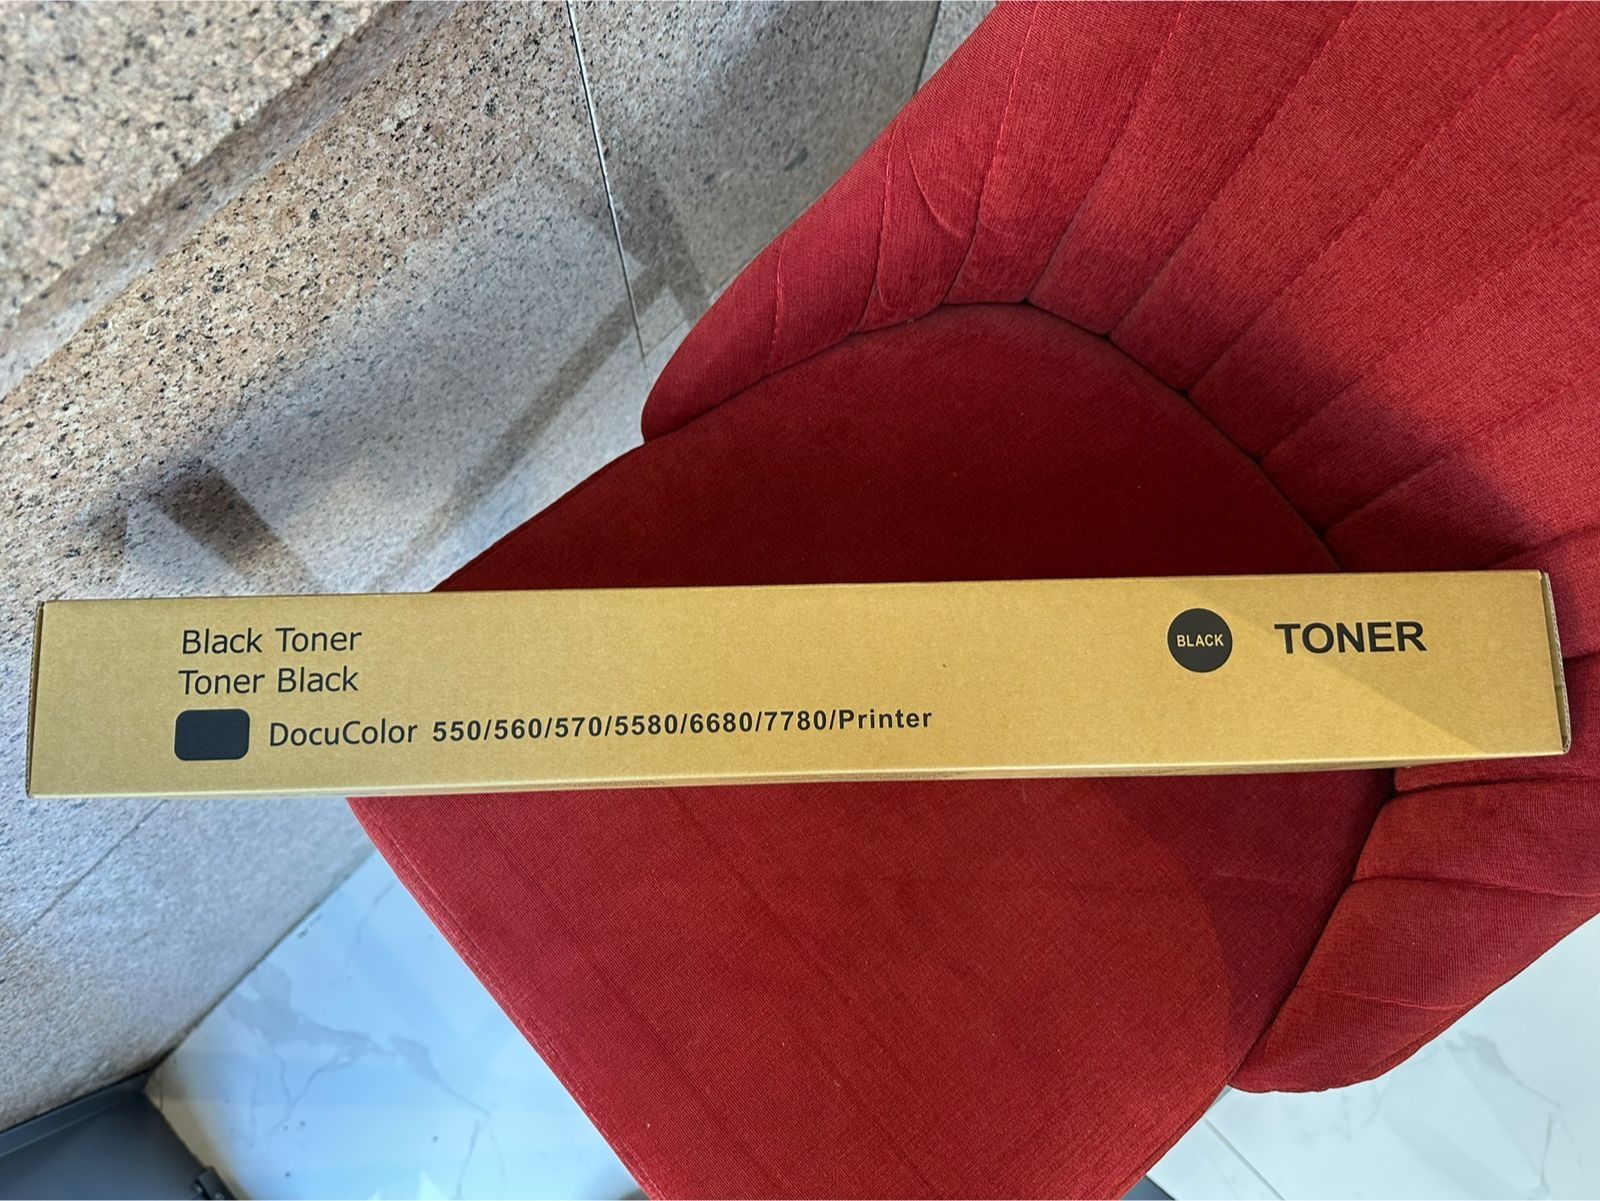 Black Toner
Toner Black
DocuColor 550/560/570/5580/6680/7780/Printer
BLACK
TONER